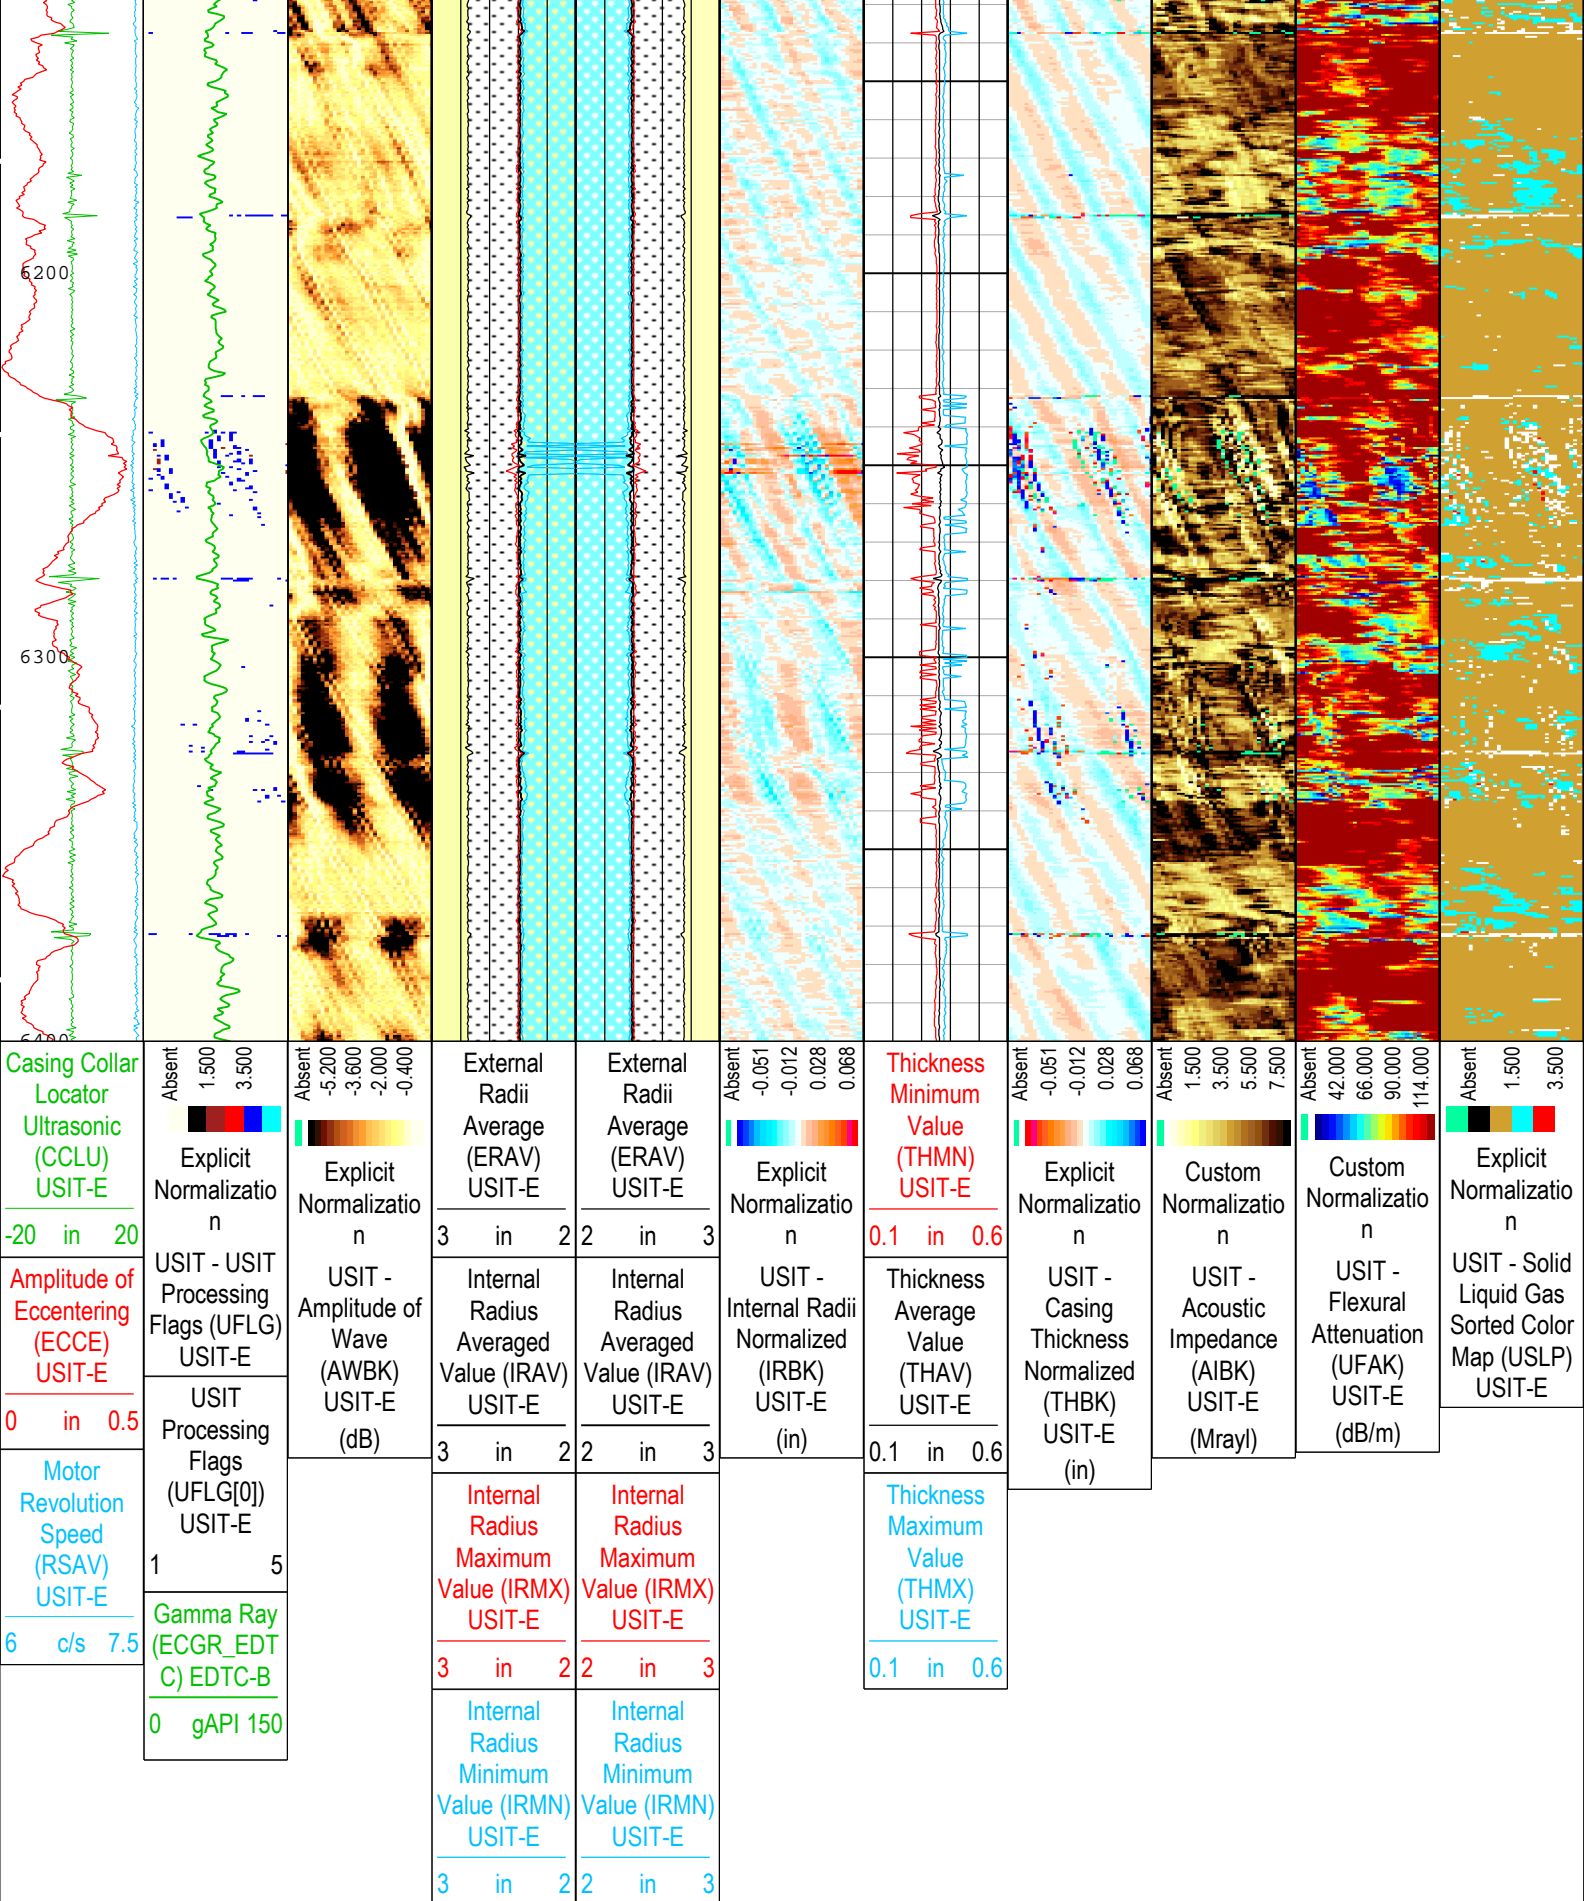 6200
6300
6400
Casing Collar
Locator
Ultrasonic
(CCLU)
USIT-E
-20 in 20
Amplitude of
Eccentering
(ECCE)
USIT-E
0 in 0.5
Motor
Revolution
Speed
(RSAV)
USIT-E
6 c/s 7.5
Absent
1.500
3.500
Explicit
Normalizatio
n
USIT - USIT
Processing
Flags (UFLG)
USIT-E
USIT
Processing
Flags
(UFLG[0])
USIT-E
1 5
Gamma Ray
(ECGR_EDT
C) EDTC-B
0 gAPI 150
Absent
-5.200
-3.600
-2.000
-0.400
Explicit
Normalizatio
n
USIT -
Amplitude of
Wave
(AWBK)
USIT-E
(dB)
External
Radii
Average
(ERAV)
USIT-E
3 in 2
Internal
Radius
Averaged
Value (IRAV)
USIT-E
3 in 2
Internal
Radius
Maximum
Value (IRMX)
USIT-E
3 in 2
Internal
Radius
Minimum
Value (IRMN)
USIT-E
3 in 2
External
Radii
Average
(ERAV)
USIT-E
2 in 3
Internal
Radius
Averaged
Value (IRAV)
USIT-E
2 in 3
Internal
Radius
Maximum
Value (IRMX)
USIT-E
2 in 3
Internal
Radius
Minimum
Value (IRMN)
USIT-E
2 in 3
Absent
-0.051
-0.012
0.028
0.068
Explicit
Normalizatio
n
USIT -
Internal Radii
Normalized
(IRBK)
USIT-E
(in)
Thickness
Minimum
Value
(THMN)
USIT-E
0.1 in 0.6
Thickness
Average
Value
(THAV)
USIT-E
0.1 in 0.6
Thickness
Maximum
Value
(THMX)
USIT-E
0.1 in 0.6
Absent
-0.051
-0.012
0.028
0.068
Explicit
Normalizatio
n
USIT -
Casing
Thickness
Normalized
(THBK)
USIT-E
(in)
Absent
1.500
3.500
5.500
7.500
Custom
Normalizatio
n
USIT -
Acoustic
Impedance
(AIBK)
USIT-E
(Mrayl)
Absent
42.000
66.000
90.000
114.000
Custom
Normalizatio
n
USIT -
Flexural
Attenuation
(UFAK)
USIT-E
(dB/m)
Absent
1.500
3.500
Explicit
Normalizatio
n
USIT - Solid
Liquid Gas
Sorted Color
Map (USLP)
USIT-E